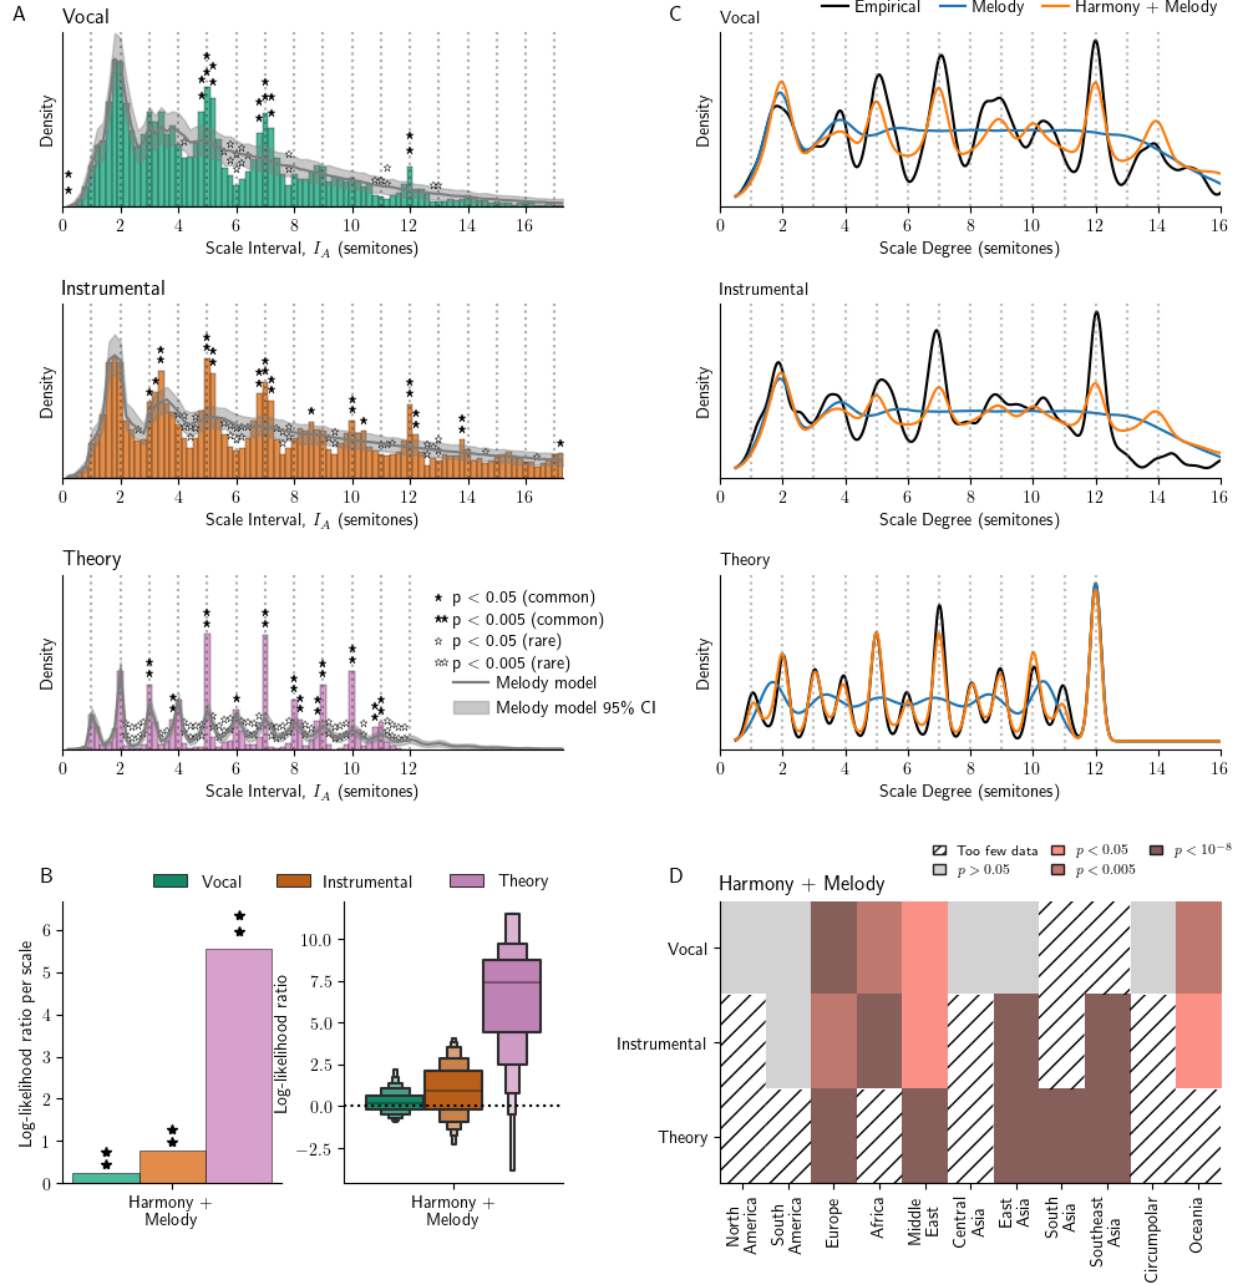 A
Vocal
Density
0 2 4 6 8 10 12 14 16
Scale Interval, I_A (semitones)
Instrumental
Density
0 2 4 6 8 10 12 14 16
Scale Interval, I_A (semitones)
Theory
★ p < 0.05 (common)
★★ p < 0.005 (common)
☆ p < 0.05 (rare)
☆☆ p < 0.005 (rare)
Melody model
Melody model 95% CI
Density
0 2 4 6 8 10 12
Scale Interval, I_A (semitones)
B
Vocal Instrumental Theory
Log-likelihood ratio per scale
6
5
4
3
2
1
0
Harmony +
Melody
Log-likelihood ratio
10.0
7.5
5.0
2.5
0.0
−2.5
Harmony +
Melody
C
Empirical Melody Harmony + Melody
Vocal
Density
0 2 4 6 8 10 12 14 16
Scale Degree (semitones)
Instrumental
Density
0 2 4 6 8 10 12 14 16
Scale Degree (semitones)
Theory
Density
0 2 4 6 8 10 12 14 16
Scale Degree (semitones)
D
Too few data p < 0.05 p < 10⁻⁸
p > 0.05 p < 0.005
Harmony + Melody
Vocal
Instrumental
Theory
North
America
South
America
Europe
Africa
Middle
East
Central
Asia
East
Asia
South
Asia
Southeast
Asia
Circumpolar
Oceania